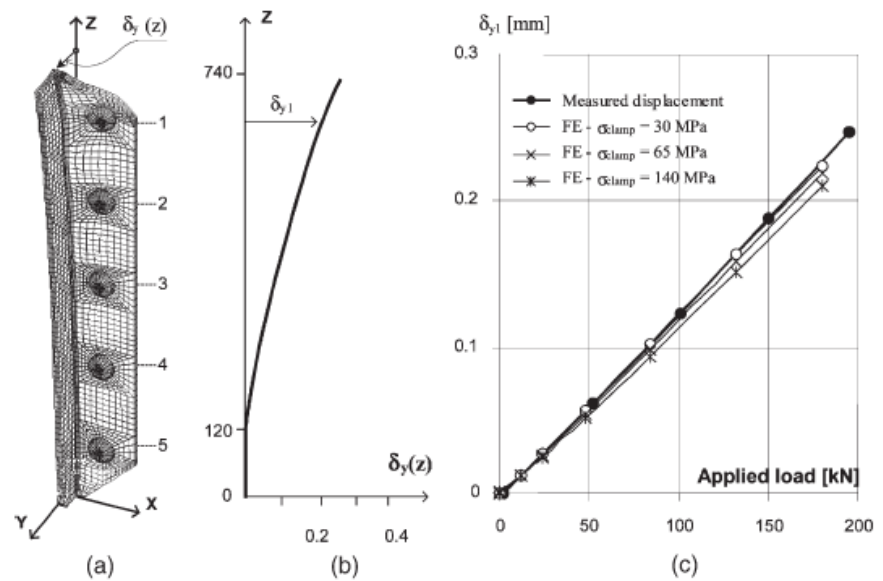 Z
δy (z)
1
2
3
4
5
X
Y
(a)
Z
740
δy1
120
δy(z)
0
0.2
0.4
(b)
δy1 [mm]
0.3
Measured displacement
FE - σclamp = 30 MPa
FE - σclamp = 65 MPa
FE - σclamp = 140 MPa
0.2
0.1
Applied load [kN]
0
0
50
100
150
200
(c)